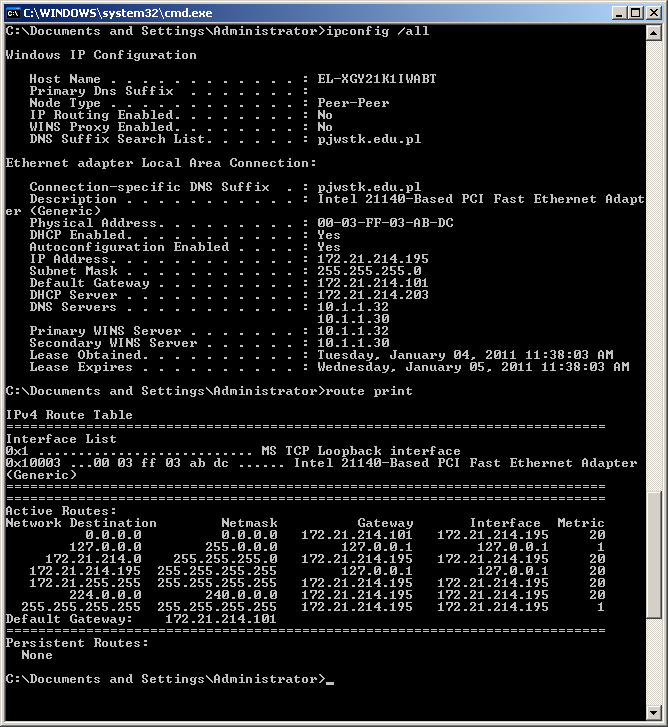 C:\WINDOWS\system32\cmd.exe
C:\Documents and Settings\Administrator>ipconfig /all
Windows IP Configuration
Host Name . . . . . . . . . . . . : EL-XGY21K1IWABT
Primary Dns Suffix  . . . . . . . :
Node Type . . . . . . . . . . . . : Peer-Peer
IP Routing Enabled. . . . . . . . : No
WINS Proxy Enabled. . . . . . . . : No
DNS Suffix Search List. . . . . . : pjwstk.edu.pl
Ethernet adapter Local Area Connection:
Connection-specific DNS Suffix  . : pjwstk.edu.pl
Description . . . . . . . . . . . : Intel 21140-Based PCI Fast Ethernet Adapt
er (Generic)
Physical Address. . . . . . . . . : 00-03-FF-03-AB-DC
DHCP Enabled. . . . . . . . . . . : Yes
Autoconfiguration Enabled . . . . : Yes
IP Address. . . . . . . . . . . . : 172.21.214.195
Subnet Mask . . . . . . . . . . . : 255.255.255.0
Default Gateway . . . . . . . . . : 172.21.214.101
DHCP Server . . . . . . . . . . . : 172.21.214.203
DNS Servers . . . . . . . . . . . : 10.1.1.32
10.1.1.30
Primary WINS Server . . . . . . . : 10.1.1.32
Secondary WINS Server . . . . . . : 10.1.1.30
Lease Obtained. . . . . . . . . . : Tuesday, January 04, 2011 11:38:03 AM
Lease Expires . . . . . . . . . . : Wednesday, January 05, 2011 11:38:03 AM
C:\Documents and Settings\Administrator>route print
IPv4 Route Table
===========================================================================
Interface List
0x1 ........................... MS TCP Loopback interface
0x10003 ...00 03 ff 03 ab dc ...... Intel 21140-Based PCI Fast Ethernet Adapter
(Generic)
===========================================================================
===========================================================================
Active Routes:
Network Destination        Netmask          Gateway       Interface  Metric
0.0.0.0          0.0.0.0   172.21.214.101   172.21.214.195     20
127.0.0.0        255.0.0.0        127.0.0.1        127.0.0.1      1
172.21.214.0    255.255.255.0   172.21.214.195   172.21.214.195     20
172.21.214.195  255.255.255.255        127.0.0.1        127.0.0.1     20
172.21.255.255  255.255.255.255   172.21.214.195   172.21.214.195     20
224.0.0.0        240.0.0.0   172.21.214.195   172.21.214.195     20
255.255.255.255  255.255.255.255   172.21.214.195   172.21.214.195      1
Default Gateway:    172.21.214.101
===========================================================================
Persistent Routes:
None
C:\Documents and Settings\Administrator>_